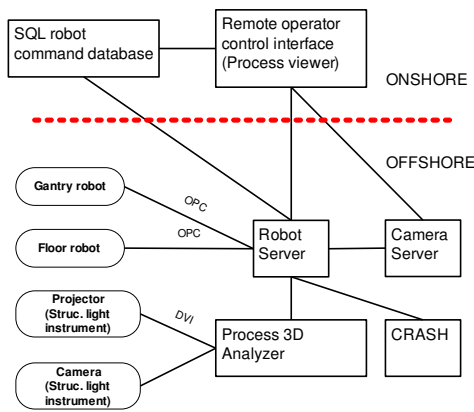 SQL robot
command database
Remote operator
control interface
(Process viewer)
ONSHORE
OFFSHORE
Gantry robot
OPC
Floor robot
OPC
Robot
Server
Camera
Server
Projector
(Struc. light
instrument)
DVI
Process 3D
Analyzer
CRASH
Camera
(Struc. light
instrument)